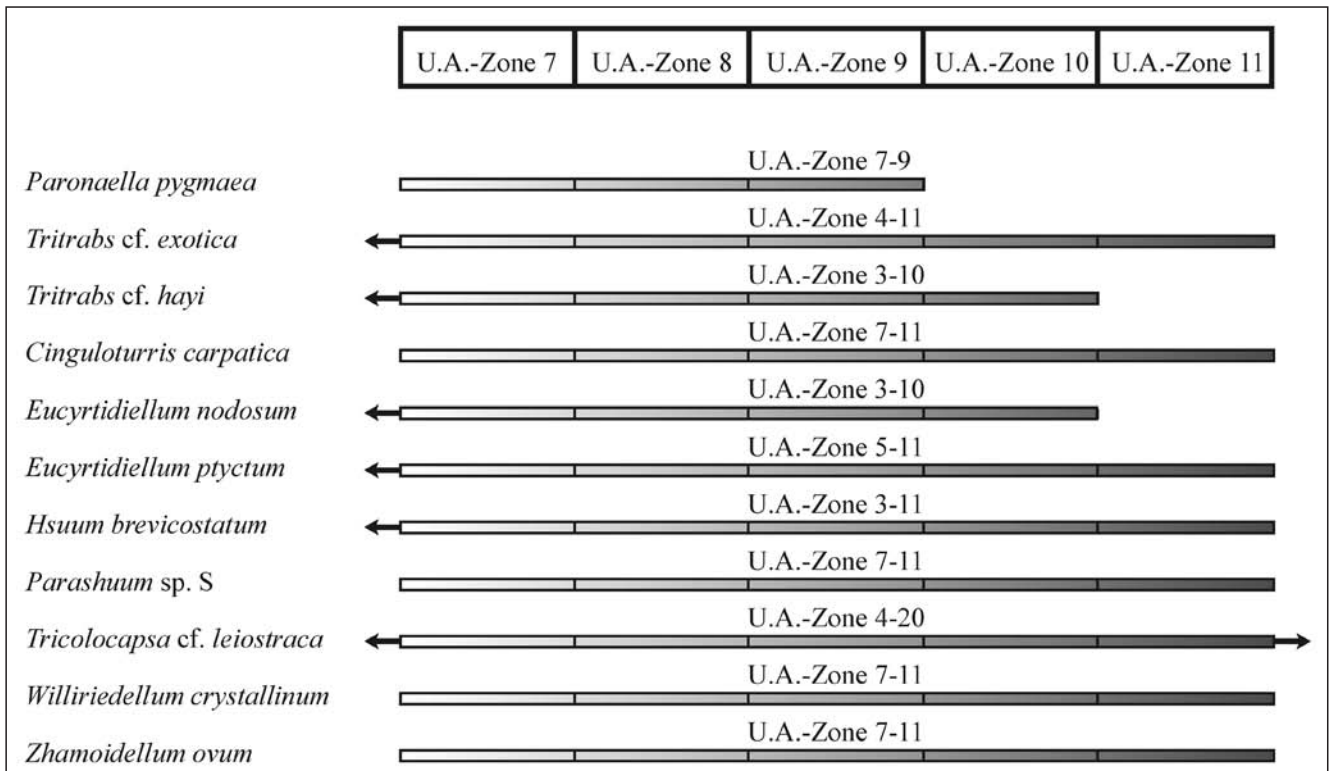 U.A.-Zone 7 U.A.-Zone 8 U.A.-Zone 9 U.A.-Zone 10 U.A.-Zone 11
U.A.-Zone 7-9
Paronaella pygmaea
U.A.-Zone 4-11
Tritrabs cf. exotica
U.A.-Zone 3-10
Tritrabs cf. hayi
U.A.-Zone 7-11
Cinguloturris carpatica
U.A.-Zone 3-10
Eucyrtidiellum nodosum
U.A.-Zone 5-11
Eucyrtidiellum ptyctum
U.A.-Zone 3-11
Hsuum brevicostatum
U.A.-Zone 7-11
Parashuum sp. S
U.A.-Zone 4-20
Tricolocapsa cf. leiostraca
U.A.-Zone 7-11
Williriedellum crystallinum
U.A.-Zone 7-11
Zhamoidellum ovum